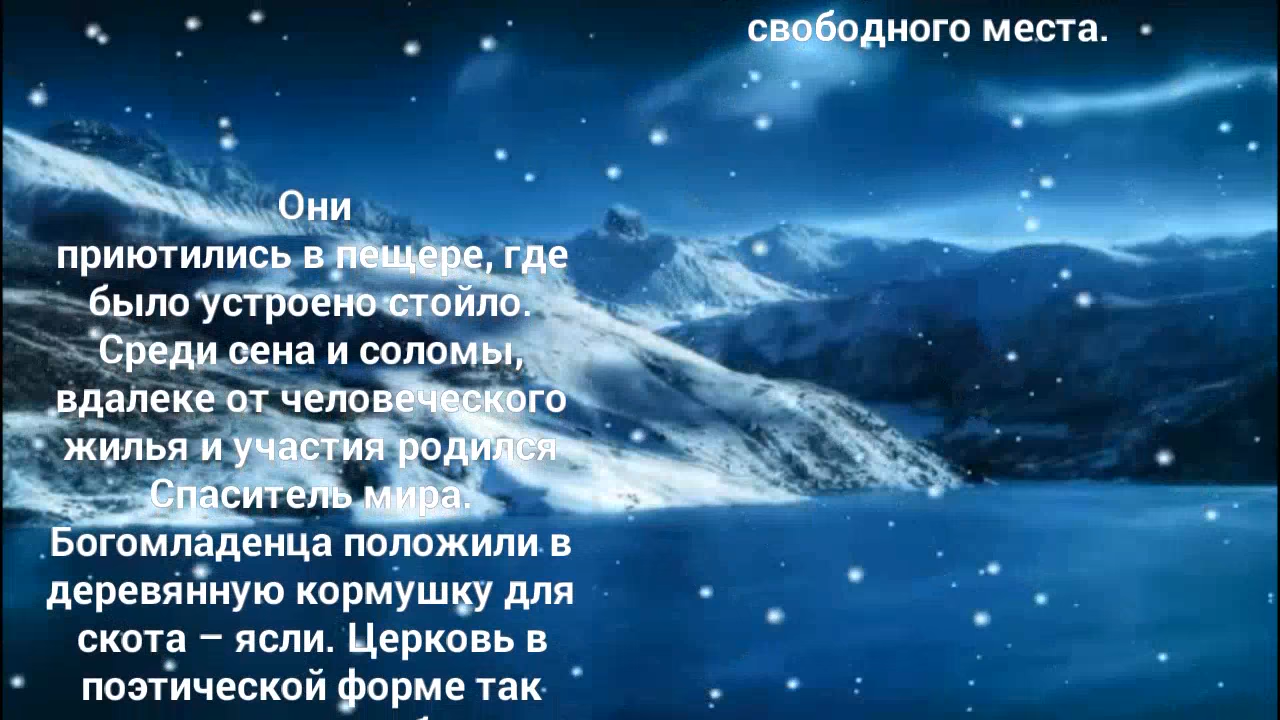 свободного места.
Они
приютились в пещере, где
было устроено стойло.
Среди сена и соломы,
вдалеке от человеческого
жилья и участия родился
Спаситель мира.
Богомладенца положили в
деревянную кормушку для
скота – ясли. Церковь в
поэтической форме так